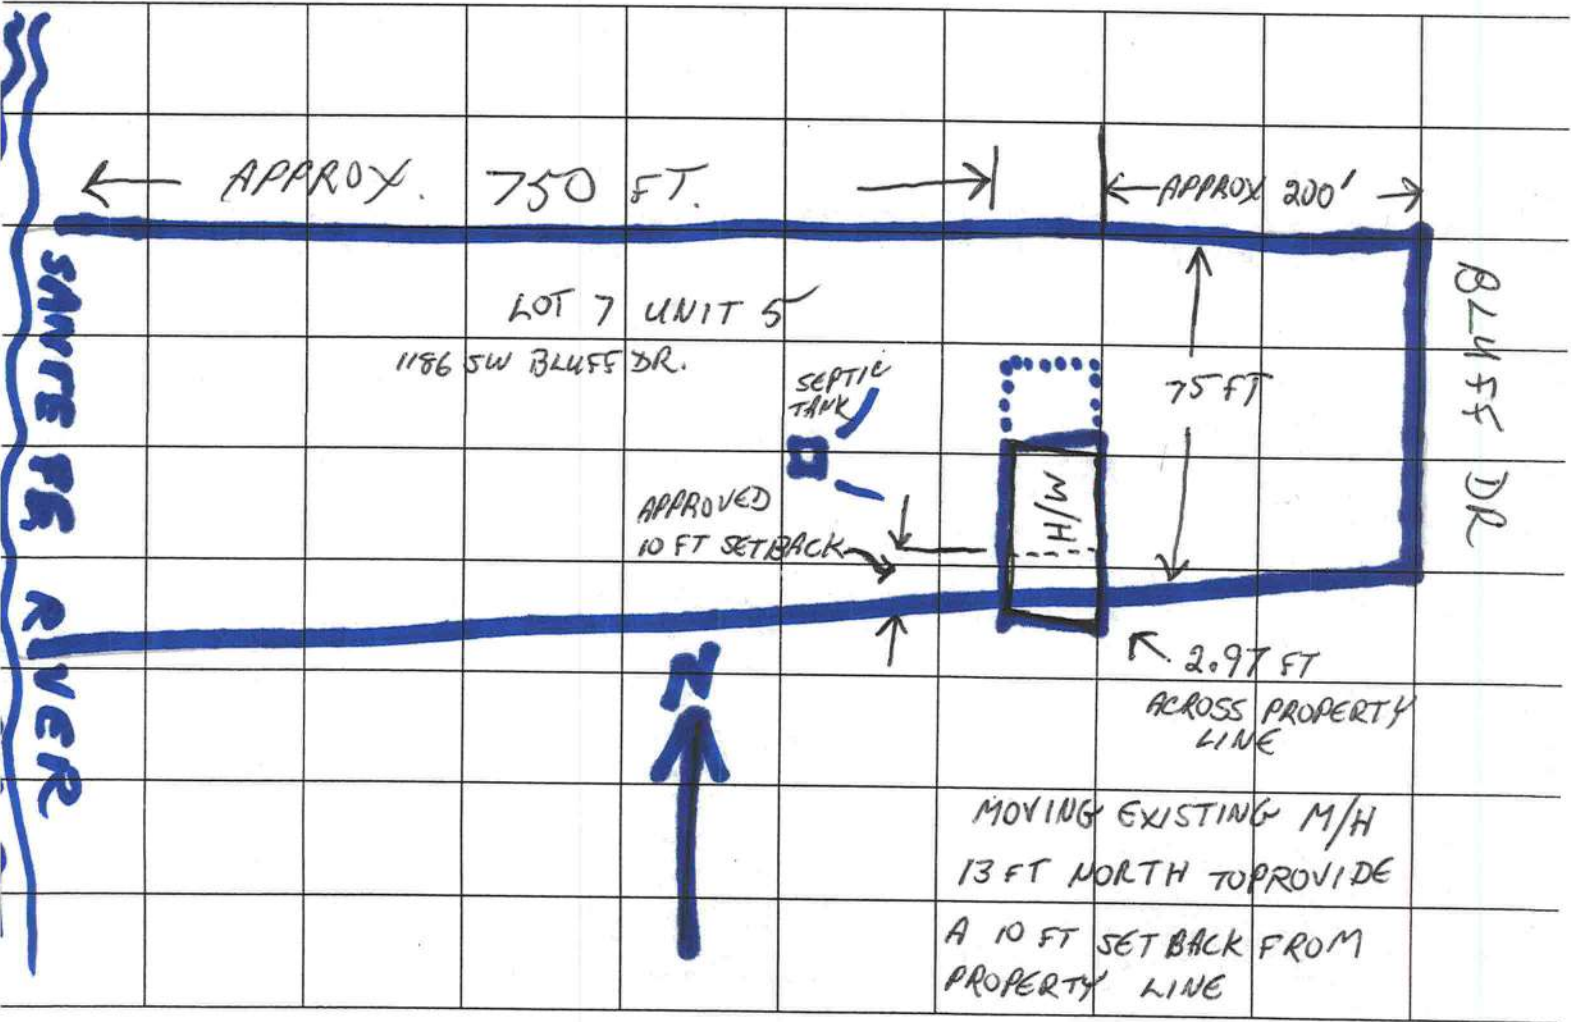 ← APPROX. 750 FT. →
← APPROX 200' →
SANTE FE RIVER
BLUFF DR
LOT 7 UNIT 5
1186 SW BLUFF DR.
SEPTIC
TANK
75 FT
M/H
APPROVED
10 FT SETBACK
2.97 FT
ACROSS PROPERTY
LINE
N
MOVING EXISTING M/H
13 FT NORTH TO PROVIDE
A 10 FT SETBACK FROM
PROPERTY LINE